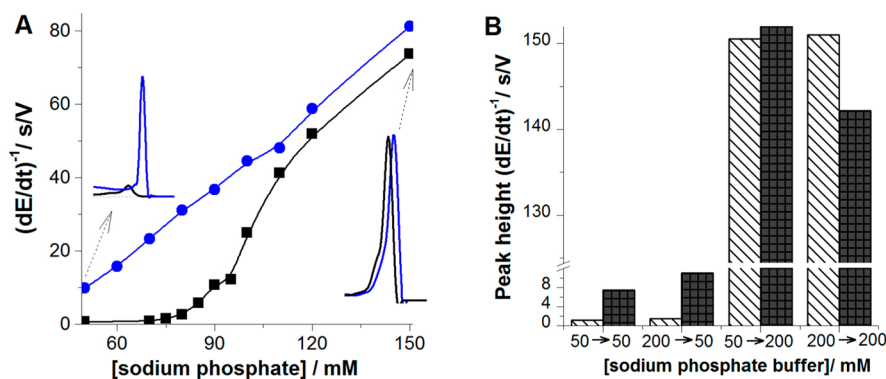 A
80
60
40
20
0
(dE/dt)⁻¹/ s/V
60 90 120 150
[sodium phosphate] / mM
B
150
140
130
8
4
0
Peak height (dE/dt)⁻¹/ s/V
50→50 200→50 50→200 200→200
[sodium phosphate buffer]/ mM